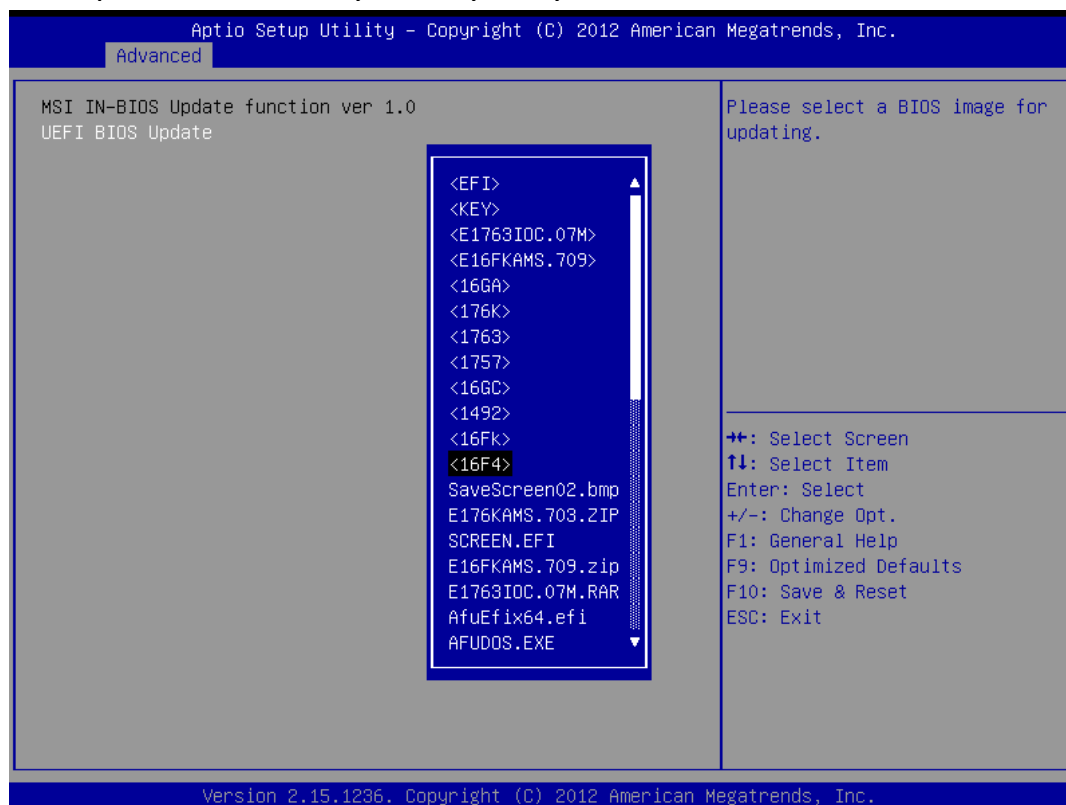 Aptio Setup Utility – Copyright (C) 2012 American Megatrends, Inc.
Advanced
MSI IN-BIOS Update function ver 1.0
UEFI BIOS Update
<EFI>
<KEY>
<E1763IOC.07M>
<E16FKAMS.709>
<16GA>
<176K>
<1763>
<1757>
<16GC>
<1492>
<16Fk>
<16F4>
SaveScreen02.bmp
E176KAMS.703.ZIP
SCREEN.EFI
E16FKAMS.709.zip
E1763IOC.07M.RAR
AfuEfix64.efi
AFUDOS.EXE
Please select a BIOS image for
updating.
→←: Select Screen
↑↓: Select Item
Enter: Select
+/-: Change Opt.
F1: General Help
F9: Optimized Defaults
F10: Save & Reset
ESC: Exit
Version 2.15.1236. Copyright (C) 2012 American Megatrends, Inc.